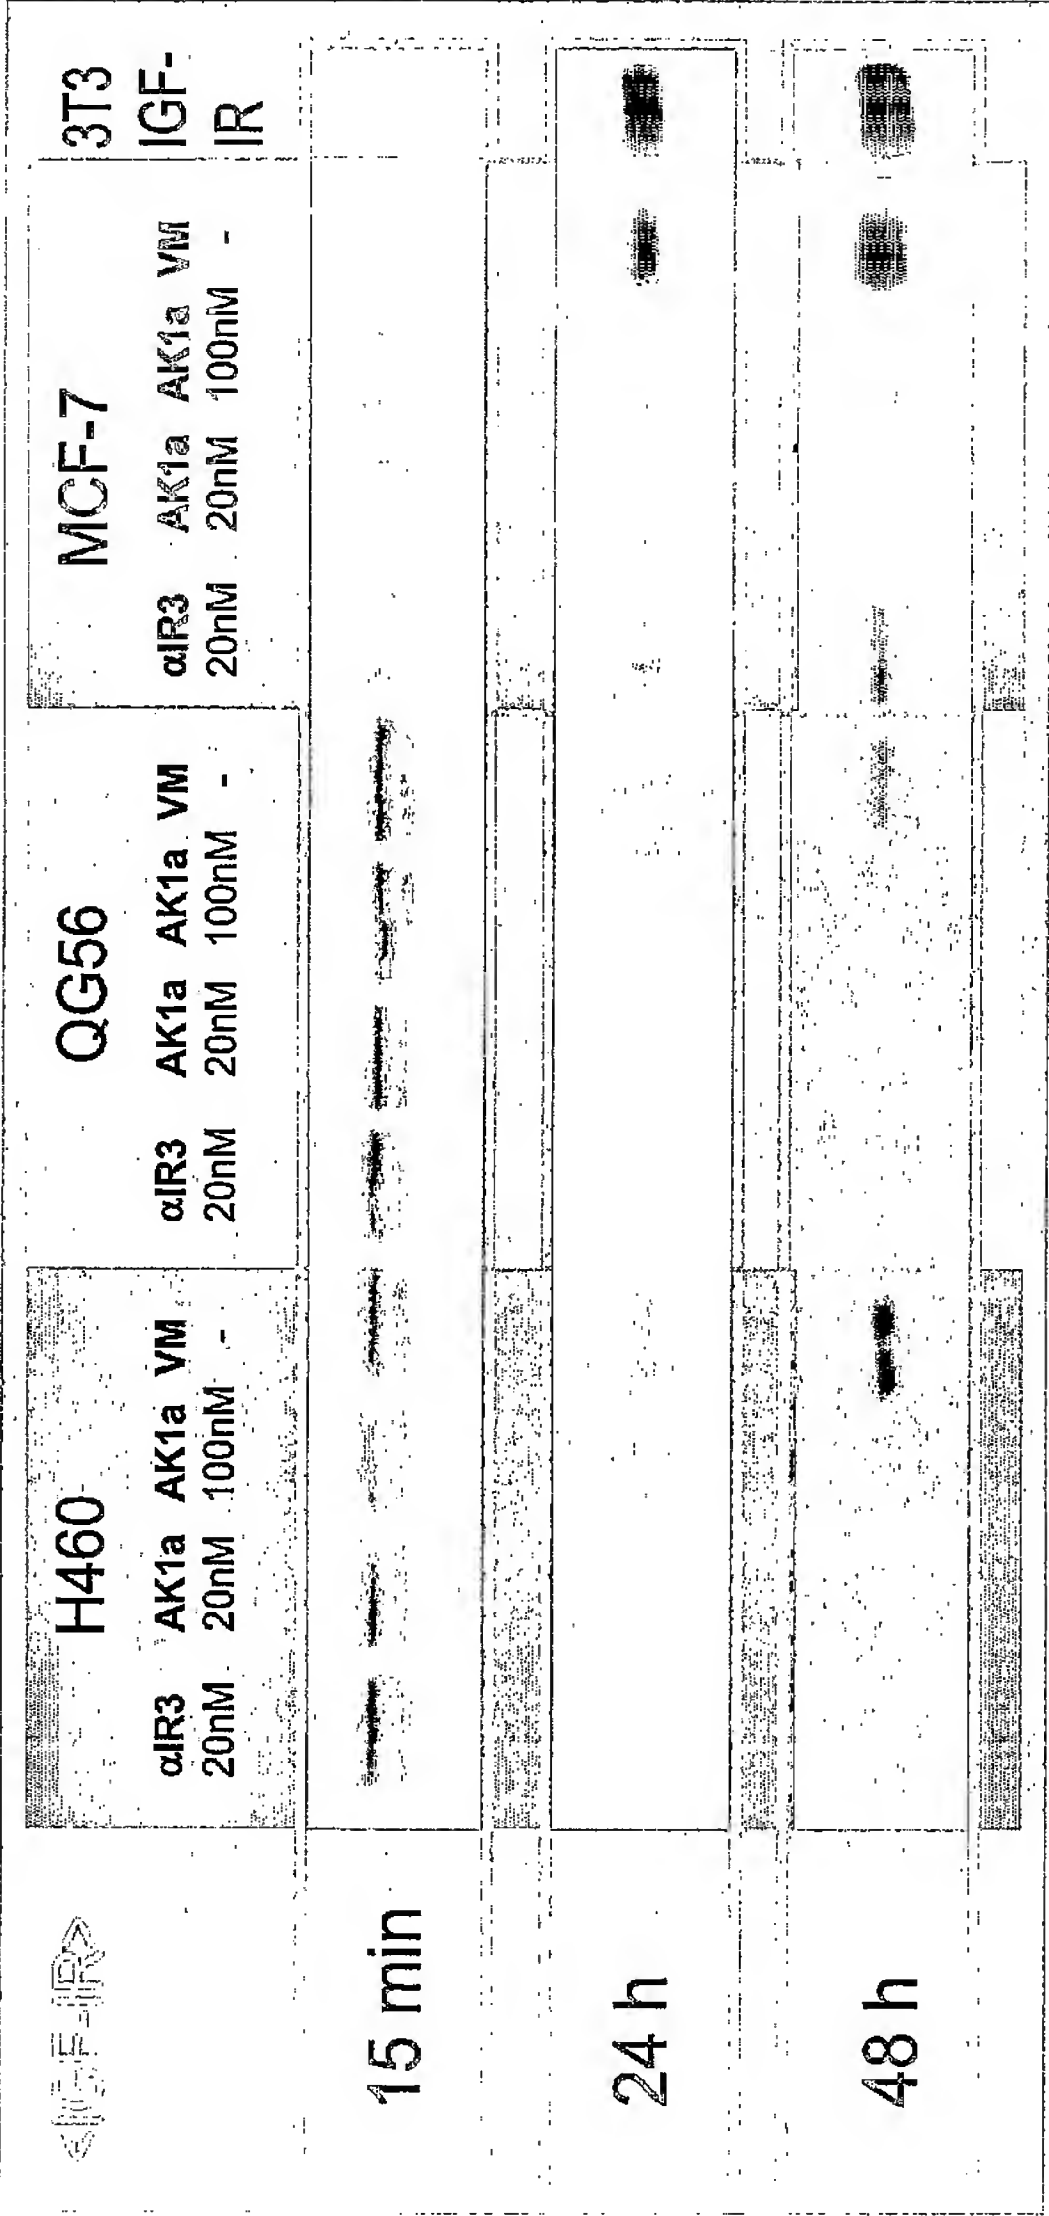 <IGF-IR>
H460
αIR3 AK1a AK1a VM
20nM 20nM 100nM -
QG56
αIR3 AK1a AK1a VM
20nM 20nM 100nM -
MCF-7
αIR3 AK1a AK1a VM
20nM 20nM 100nM -
3T3
IGF-
IR
15 min
24 h
48 h